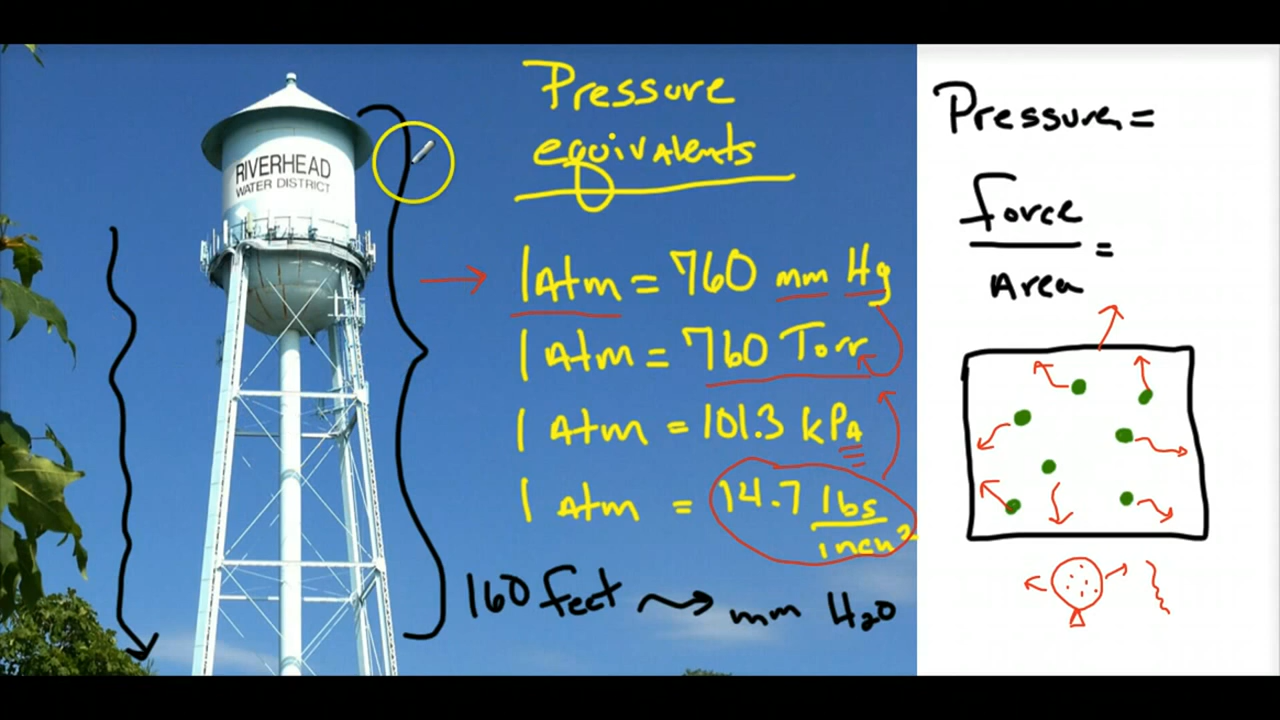 RIVERHEAD
WATER DISTRICT
Pressure
equivalents
1 Atm = 760 mm Hg
1 Atm = 760 Torr
1 Atm = 101.3 kPA
1 Atm = 14.7 lbs
inch²
160 feet mm H₂O
Pressure =
force
=
Area